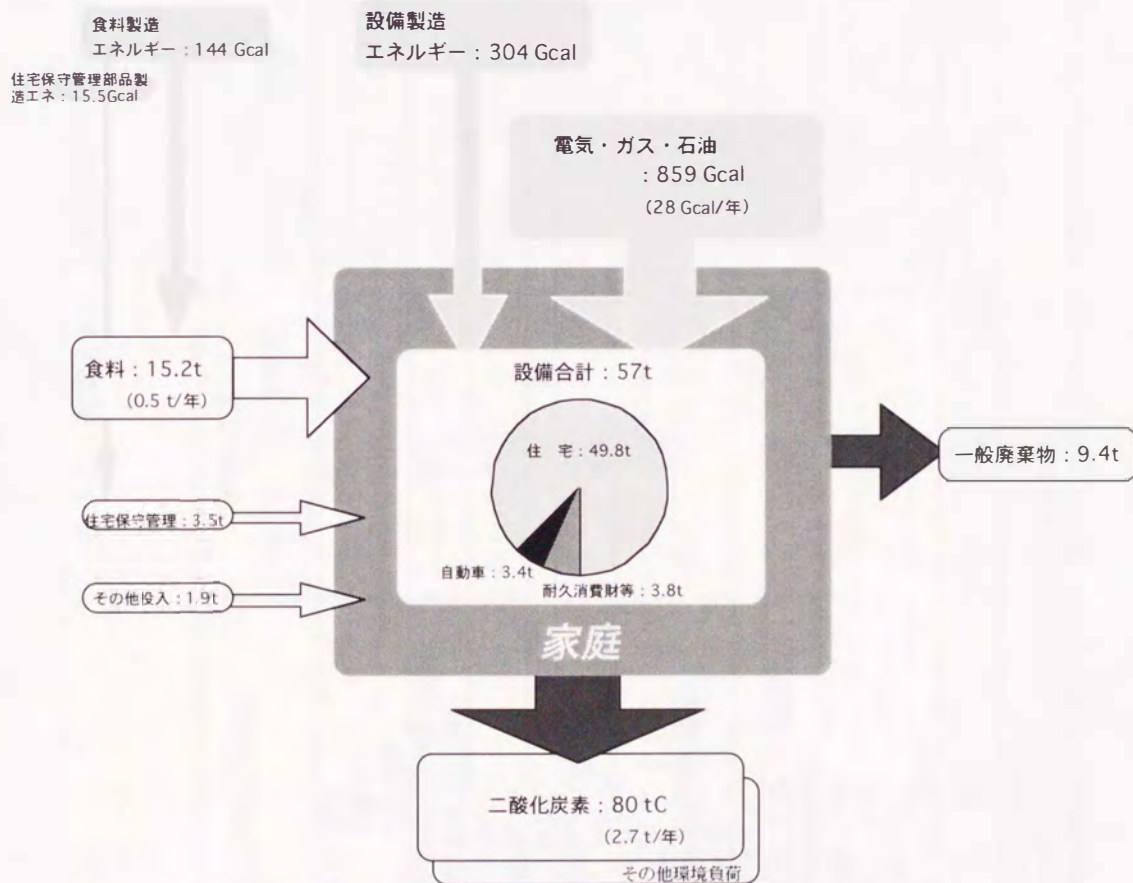 食料製造
エネルギー：144 Gcal
設備製造
エネルギー：304 Gcal
住宅保守管理部品製
造エネ：15.5Gcal
電気・ガス・石油
：859 Gcal
(28 Gcal/年)
食料：15.2t
(0.5 t/年)
設備合計：57t
住　宅：49.8t
一般廃棄物：9.4t
住宅保守管理：3.5t
自動車：3.4t
耐久消費財等：3.8t
その他投入：1.9t
家庭
二酸化炭素：80 tC
(2.7 t/年)
その他環境負荷